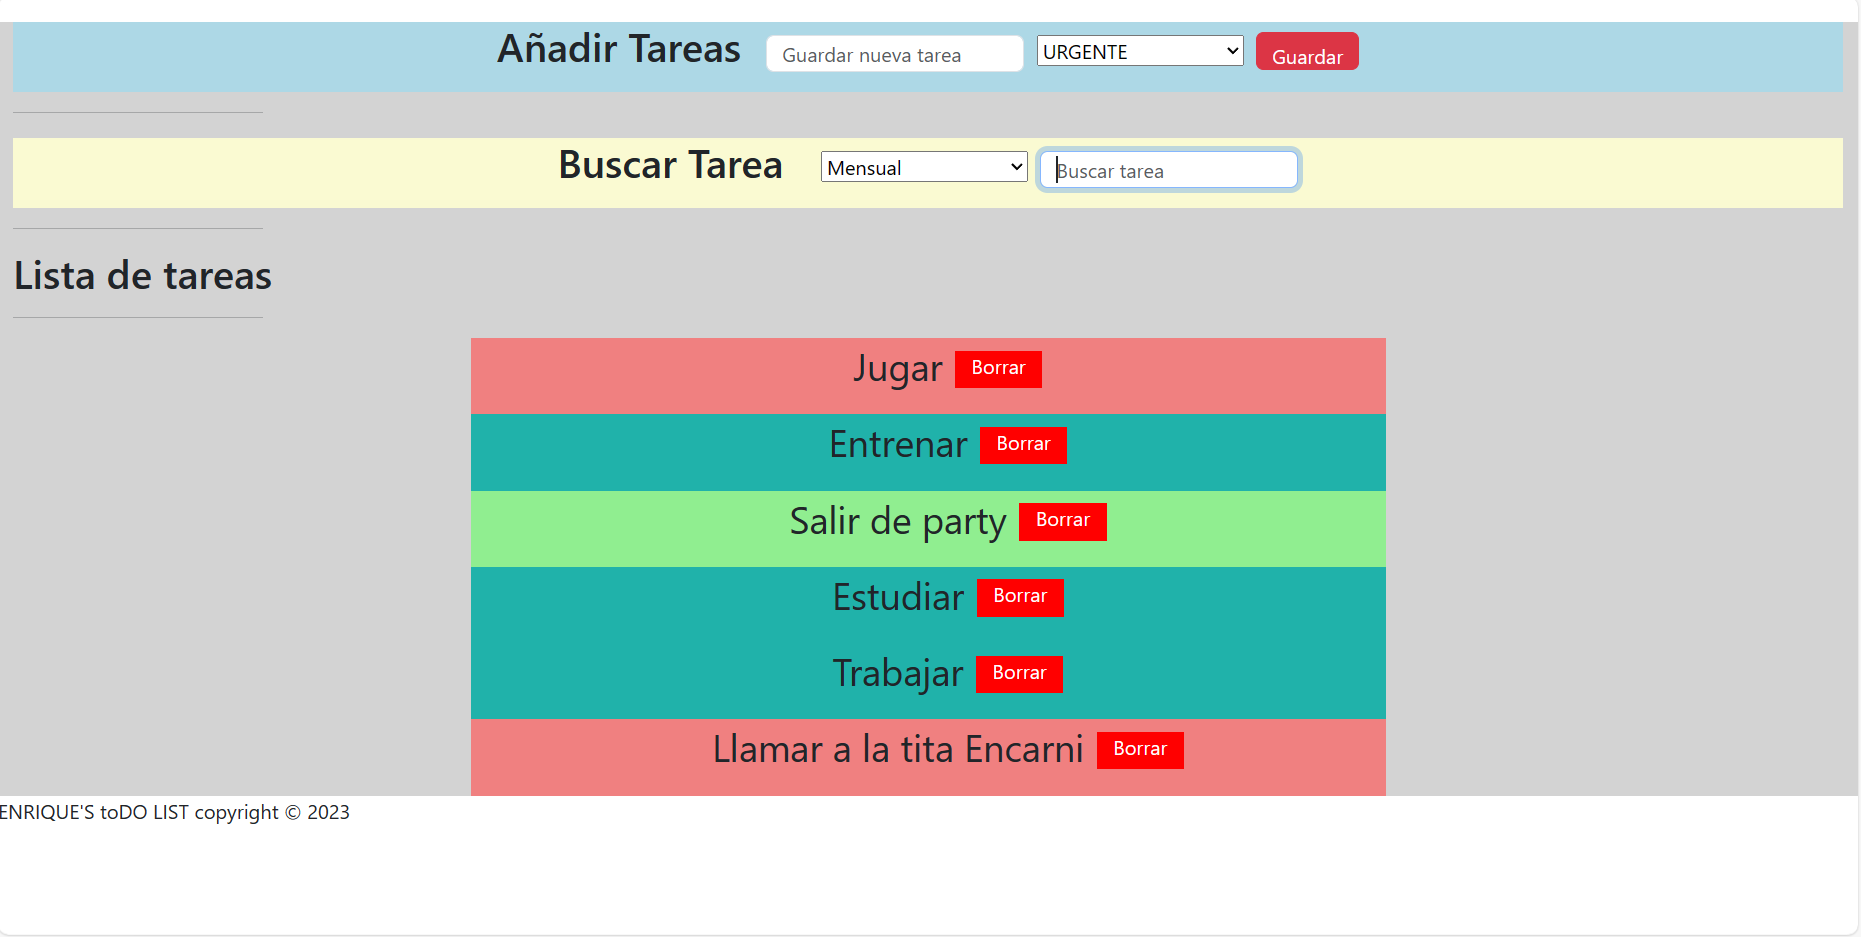 Añadir Tareas Guardar nueva tarea URGENTE Guardar
Buscar Tarea Mensual Buscar tarea
Lista de tareas
Jugar Borrar
Entrenar Borrar
Salir de party Borrar
Estudiar Borrar
Trabajar Borrar
Llamar a la tita Encarni Borrar
ENRIQUE'S toDO LIST copyright © 2023